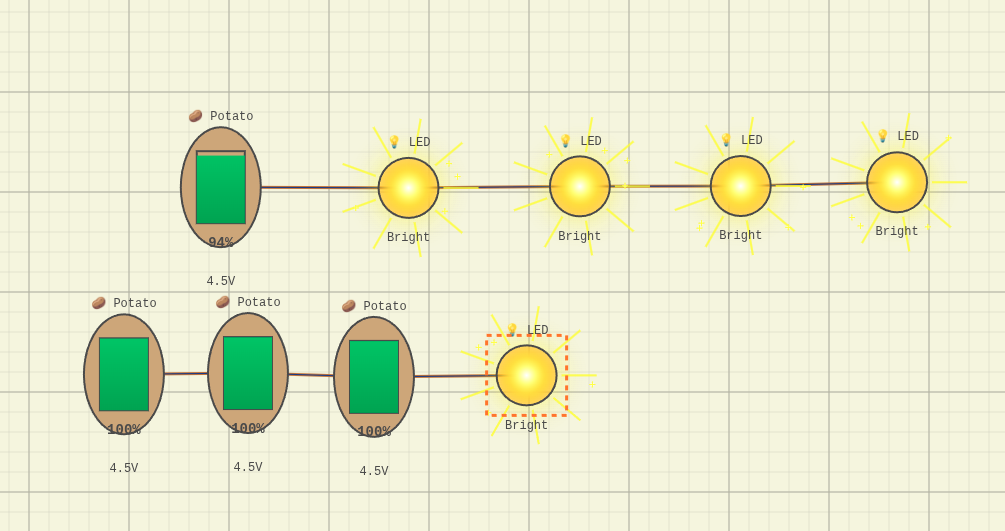 🥔 Potato
💡 LED
💡 LED
💡 LED
💡 LED
94%
Bright
Bright
Bright
Bright
4.5V
🥔 Potato
🥔 Potato
🥔 Potato
💡 LED
100%
100%
100%
Bright
4.5V
4.5V
4.5V